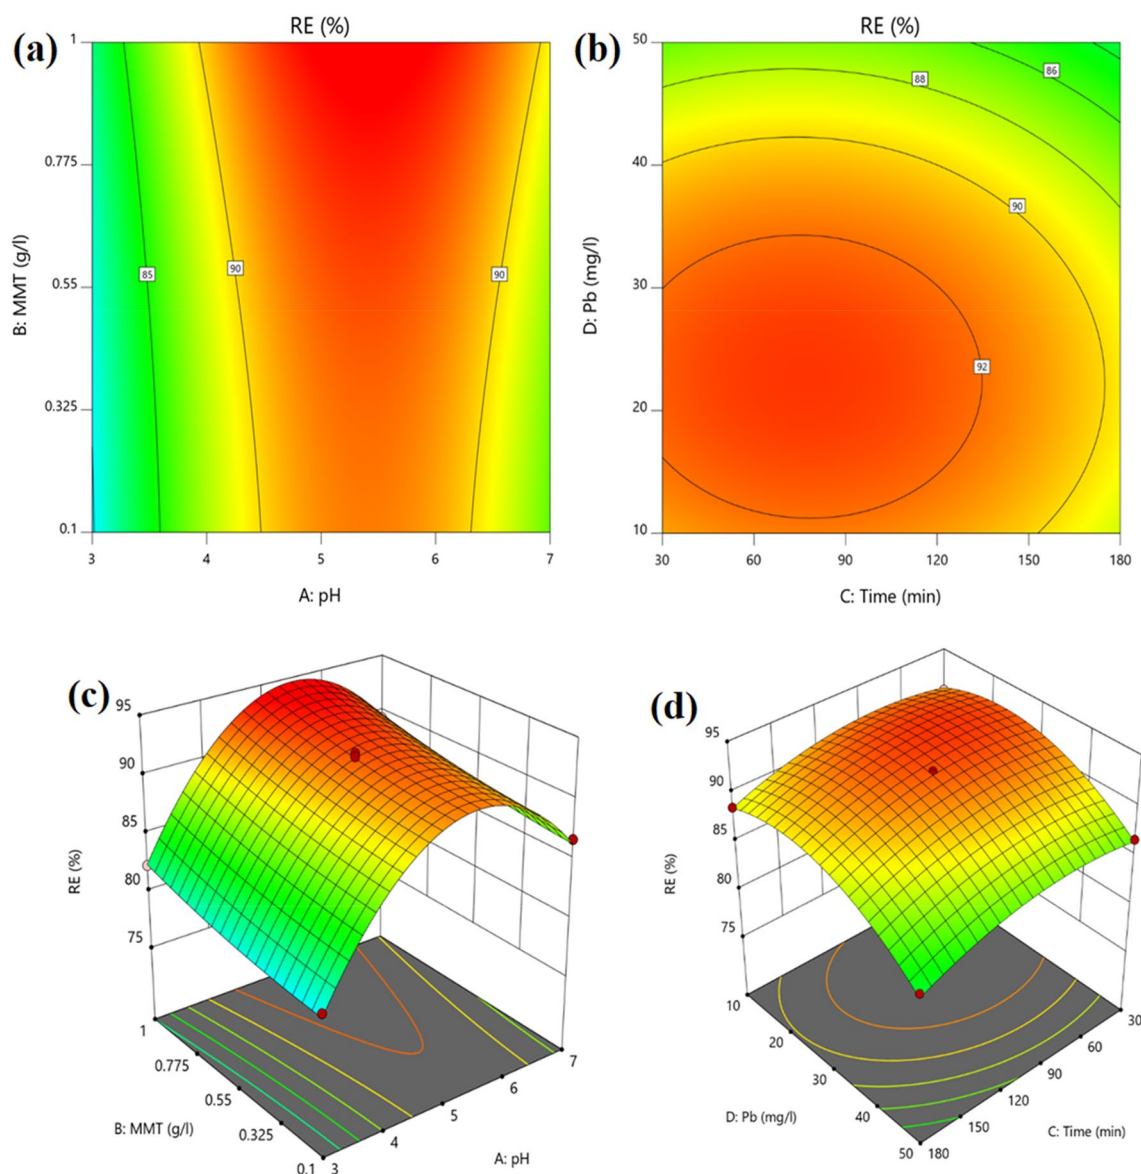 (a)
RE (%)
1
0.775
0.55
0.325
0.1
B: MMT (g/l)
85
90
90
3 4 5 6 7
A: pH
(b)
RE (%)
50
40
30
20
10
D: Pb (mg/l)
86
88
90
92
30 60 90 120 150 180
C: Time (min)
(c)
95
90
85
80
75
RE (%)
1
0.775
0.55
0.325
0.1
B: MMT (g/l)
3
4
5
6
7
A: pH
(d)
95
90
85
80
75
RE (%)
10
20
30
40
50
D: Pb (mg/l)
180
150
120
90
60
30
C: Time (min)